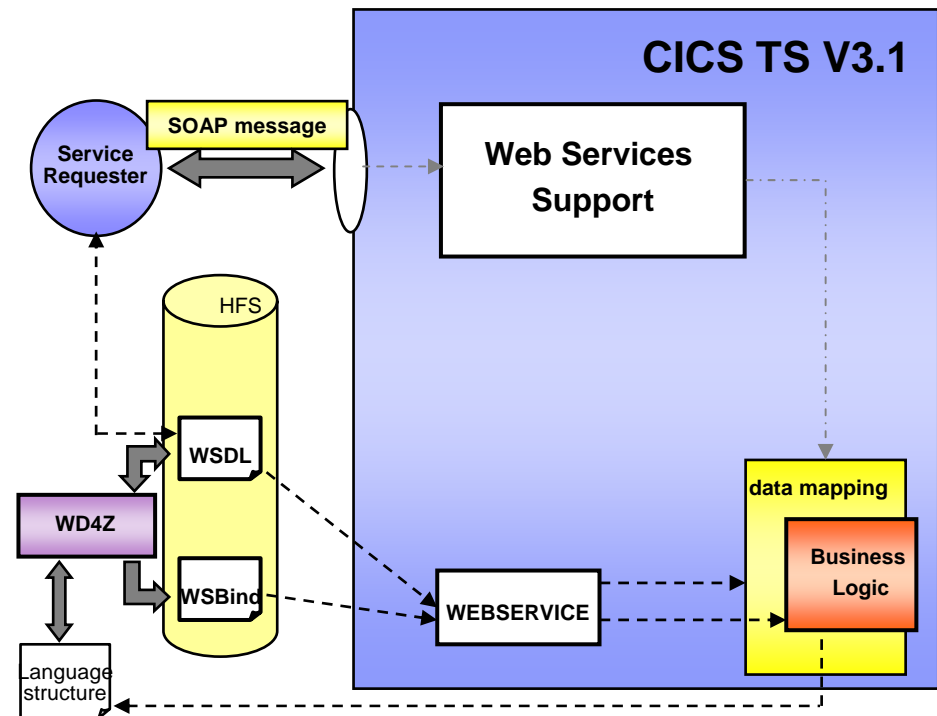 CICS TS V3.1
SOAP message
Service
Requester
Web Services
Support
HFS
WSDL
data mapping
WD4Z
Business
Logic
WSBind
WEBSERVICE
Language
structure